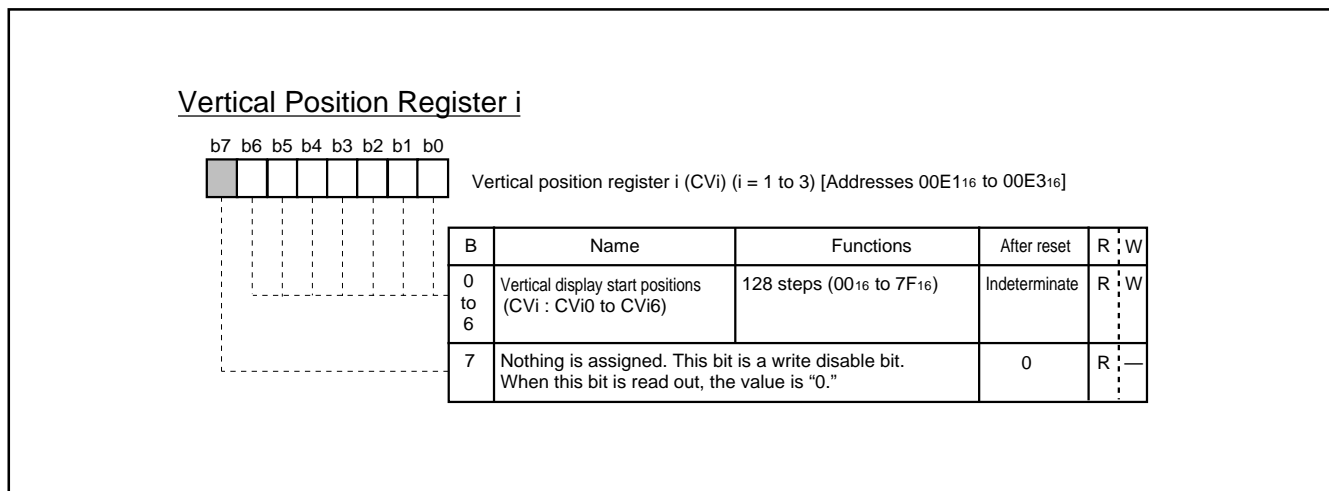 Vertical Position Register i
b7 b6 b5 b4 b3 b2 b1 b0
Vertical position register i (CVi) (i = 1 to 3) [Addresses 00E116 to 00E316]
B Name Functions After reset R W
0 to 6 Vertical display start positions (CVi : CVi0 to CVi6) 128 steps (0016 to 7F16) Indeterminate R W
7 Nothing is assigned. This bit is a write disable bit. When this bit is read out, the value is “0.” 0 R —